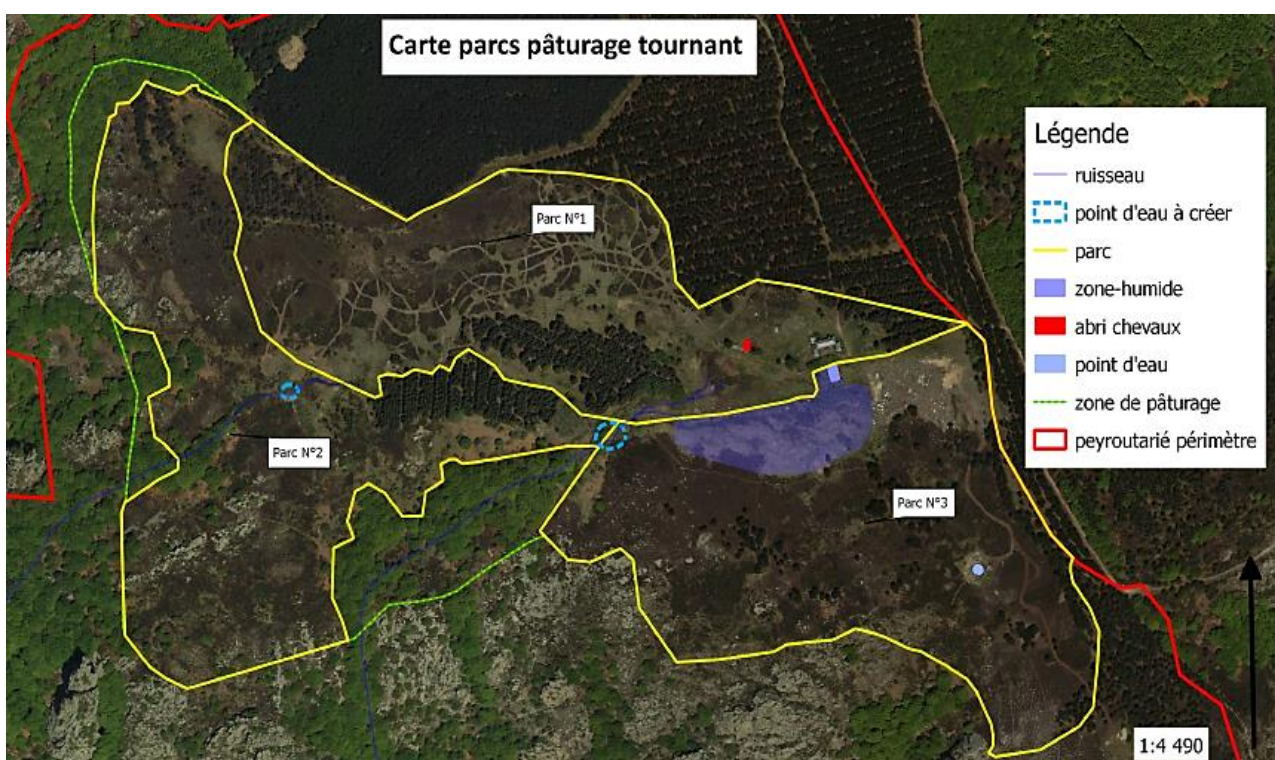 Carte parcs pâturage tournant
Légende
ruisseau
point d'eau à créer
parc
zone-humide
abri chevaux
point d'eau
zone de pâturage
peyroutarié périmètre
Parc N°1
Parc N°2
Parc N°3
1:4 490